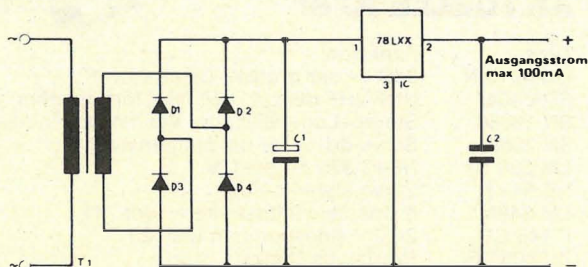 ~
+
1
78LXX
2
Ausgangsstrom
max 100mA
3
IC
D1
D2
C1
C2
D3
D4
~
T1
−